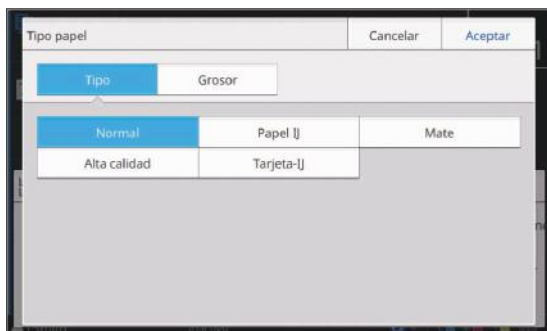 Tipo papel Cancelar Aceptar
Tipo Grosor
Normal Papel IJ Mate
Alta calidad Tarjeta-IJ